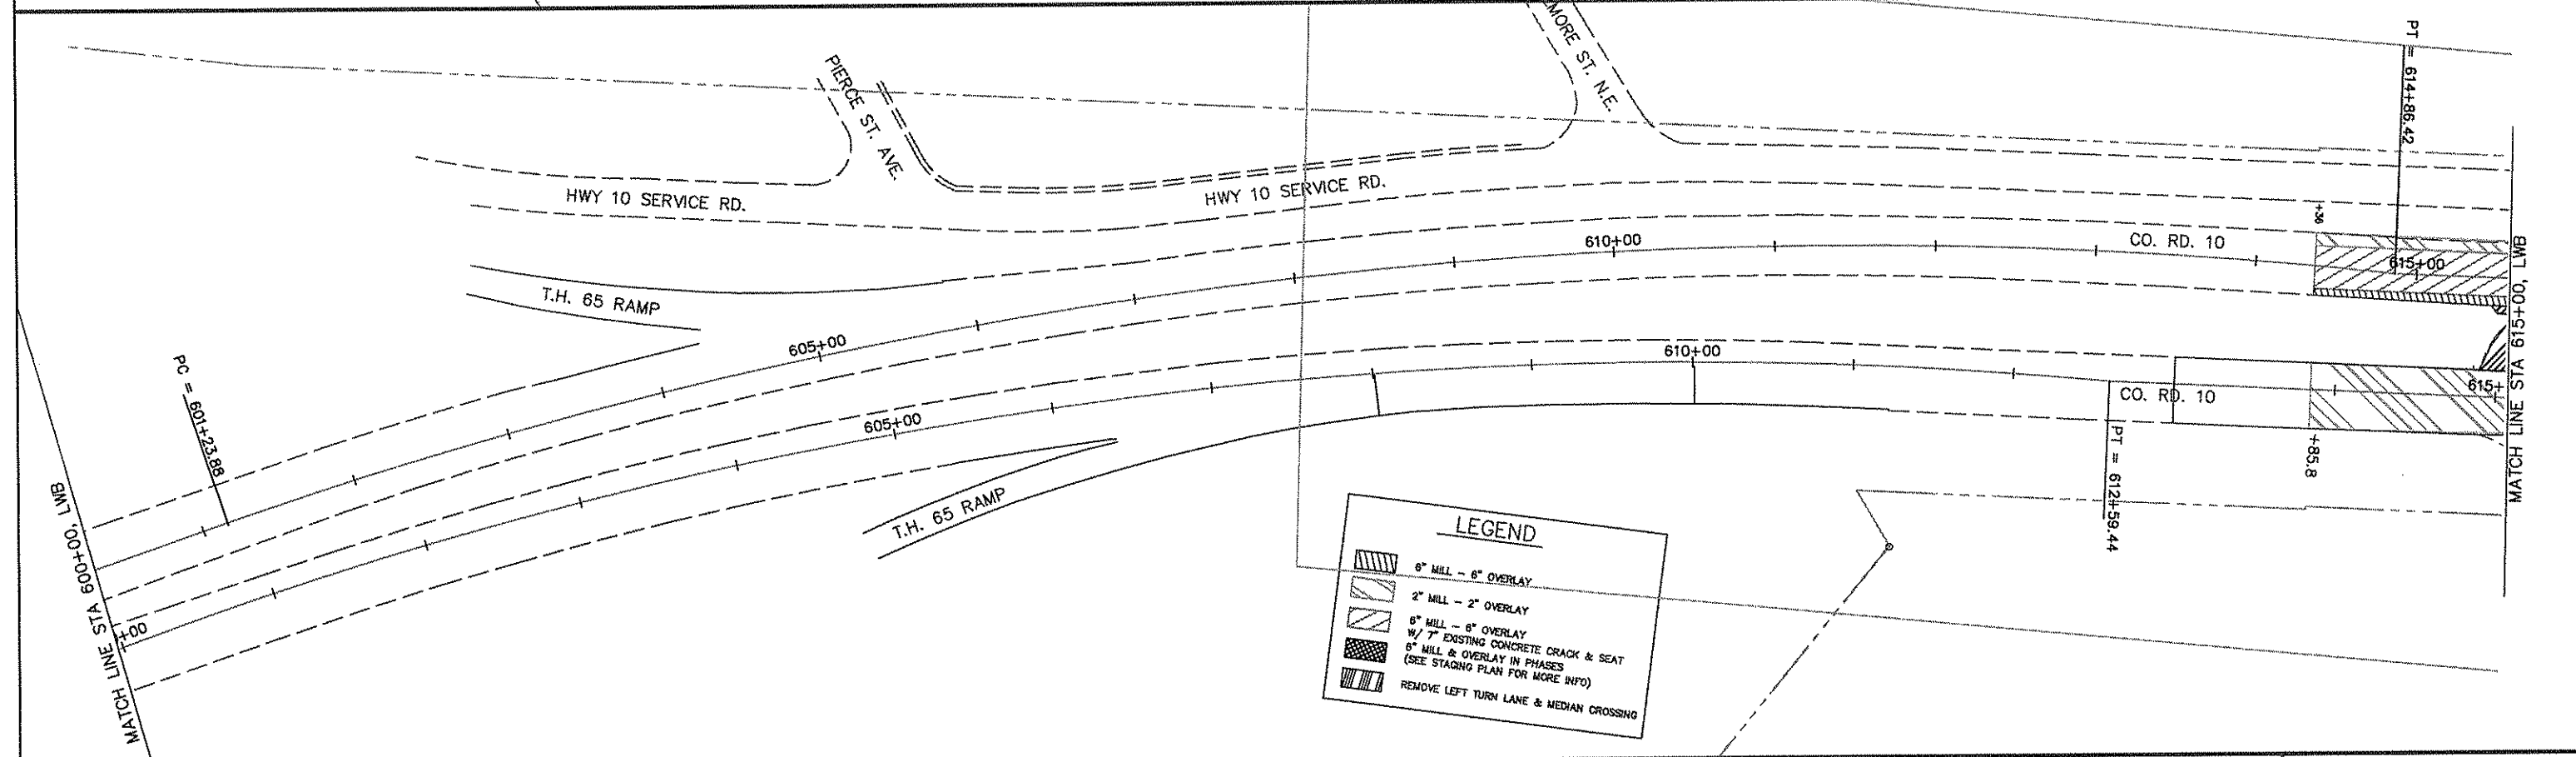 MORE ST. N.E.
PT = 614+86.42
PIERCE ST. AVE.
HWY 10 SERVICE RD.
HWY 10 SERVICE RD.
+36
610+00
CO. RD. 10
615+00
T.H. 65 RAMP
605+00
610+00
PC = 601+23.88
605+00
CO. RD. 10
615+
MATCH LINE STA 615+00, LWB
+85.8
PT = 612+59.44
T.H. 65 RAMP
MATCH LINE STA 600+00, LWB
+00
LEGEND
6" MILL - 6" OVERLAY
2" MILL - 2" OVERLAY
6" MILL - 6" OVERLAY
W/ 7" EXISTING CONCRETE CRACK & SEAT
6" MILL & OVERLAY IN PHASES
(SEE STAGING PLAN FOR MORE INFO)
REMOVE LEFT TURN LANE & MEDIAN CROSSING